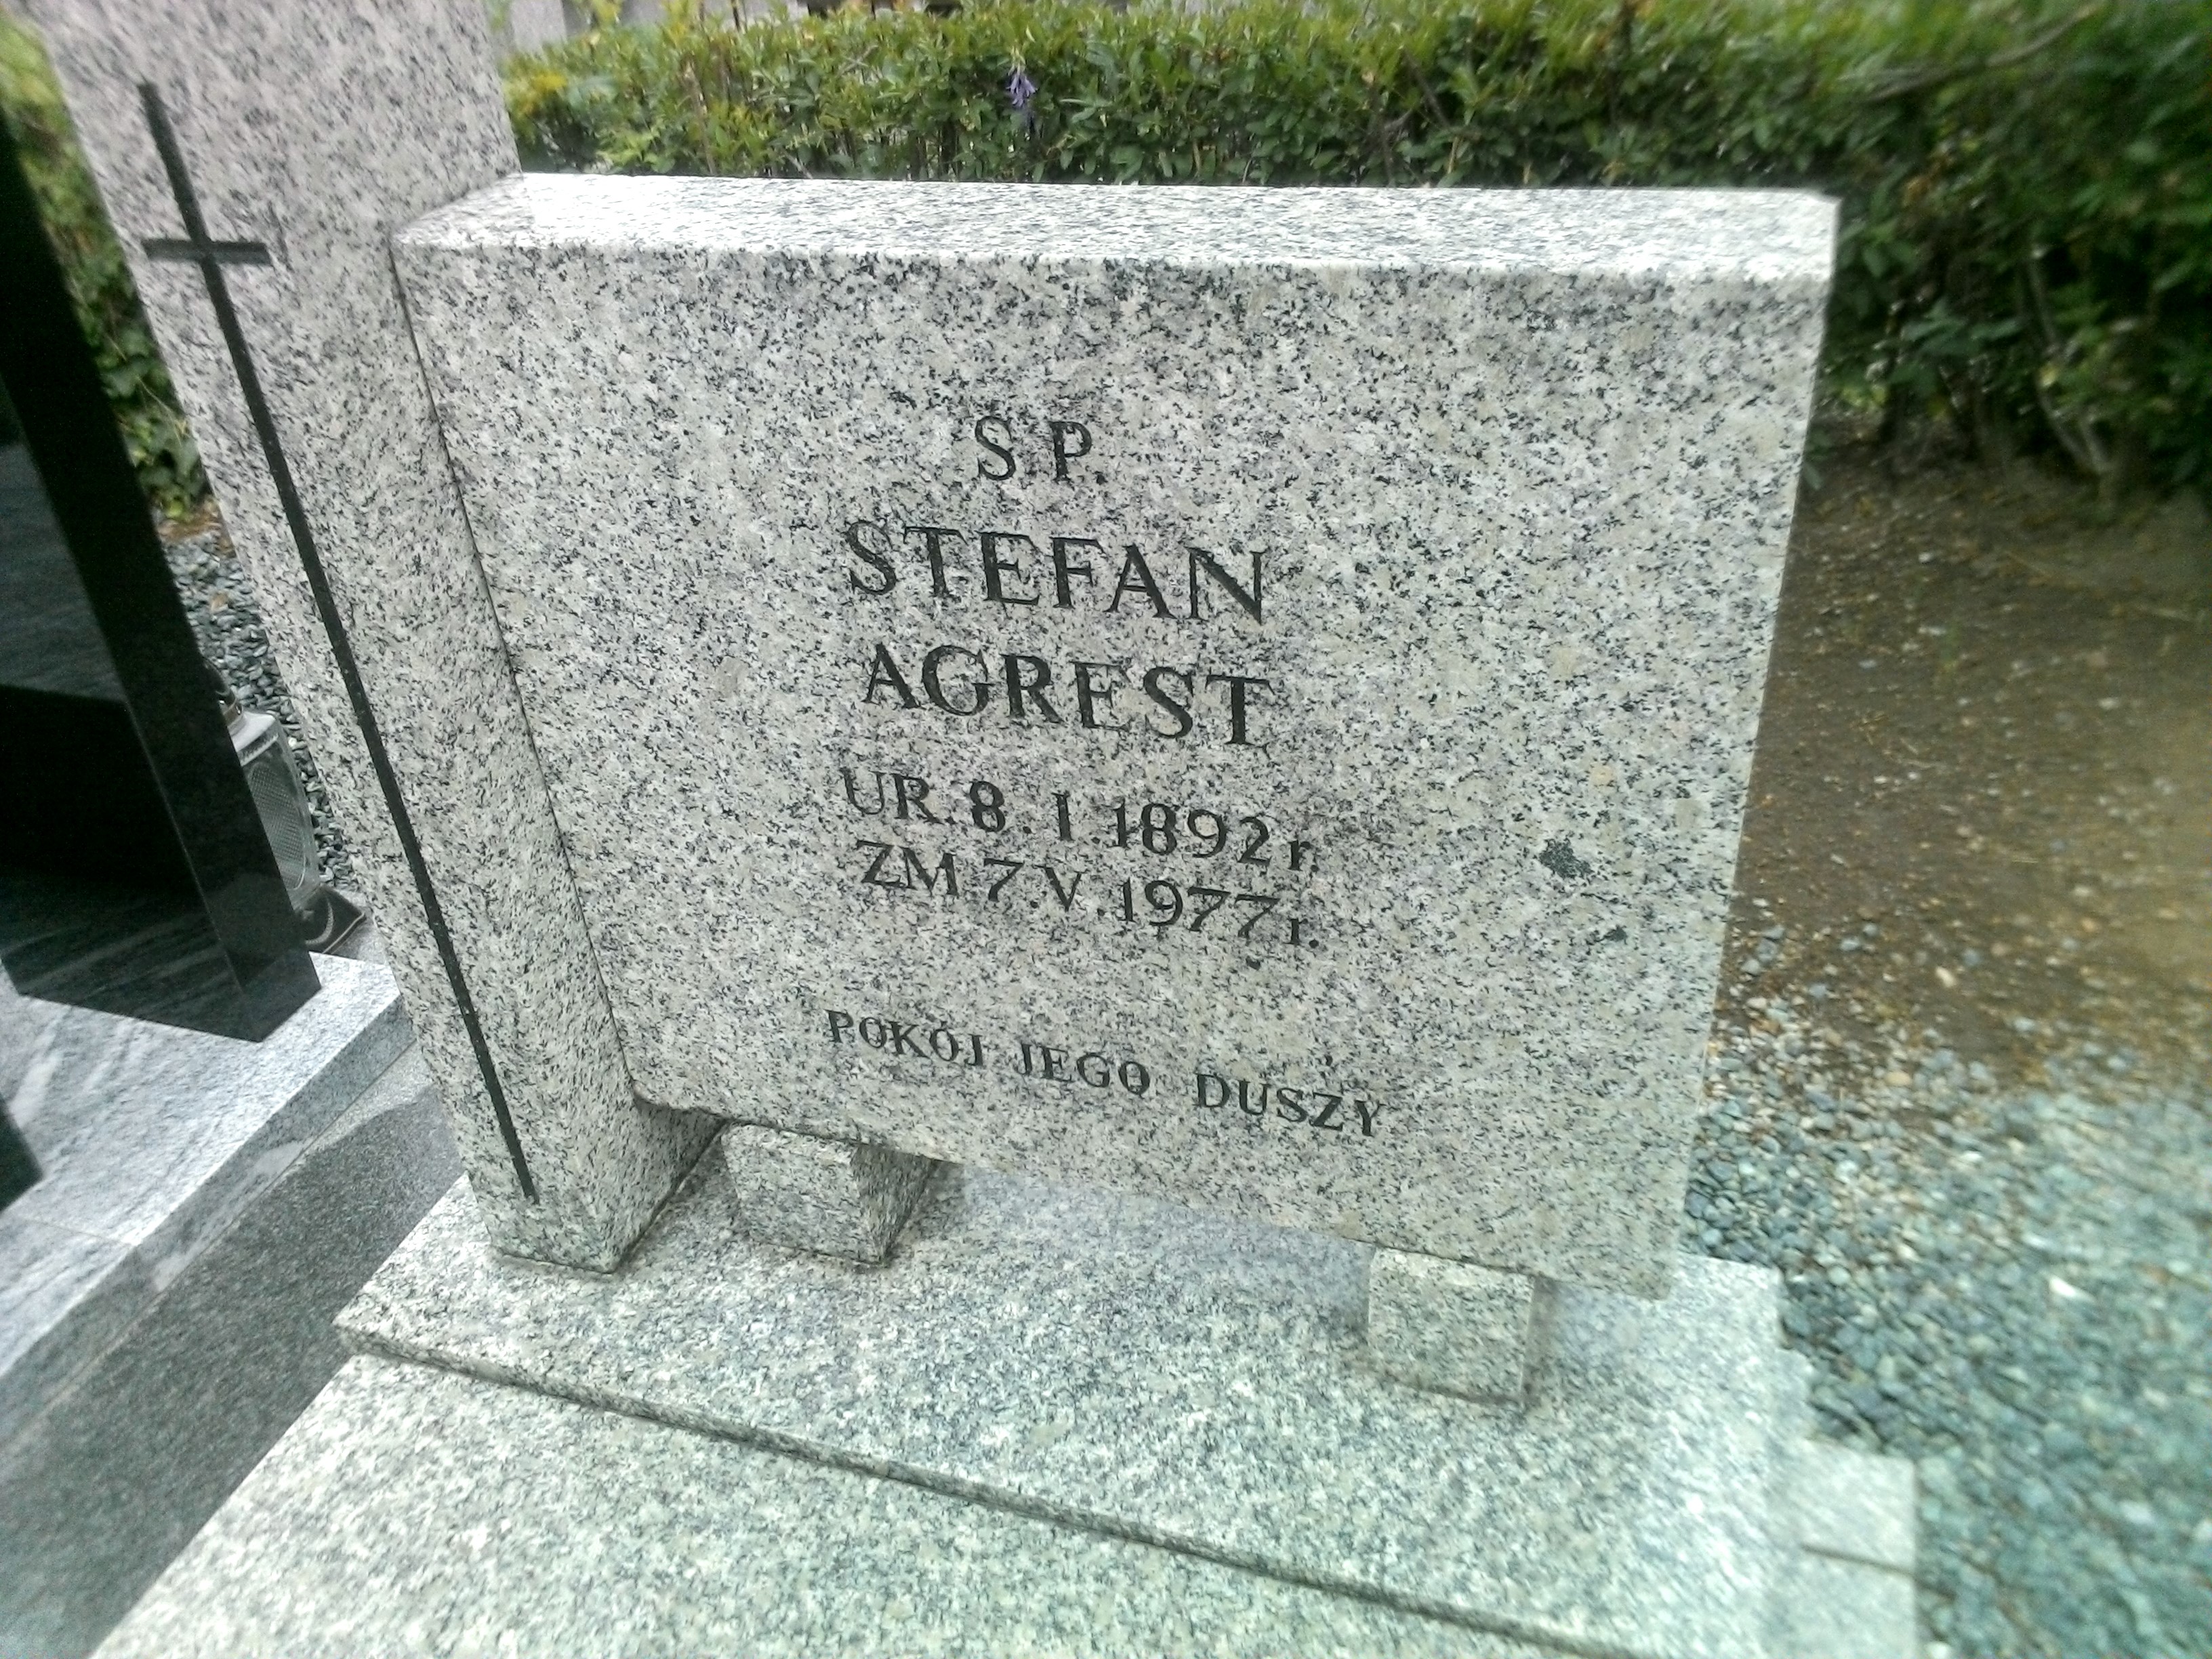 S P.
STEFAN
AGREST
UR. 8. I. 1892 r.
ZM 7. V. 1977 r.
POKÓJ JEGO DUSZY